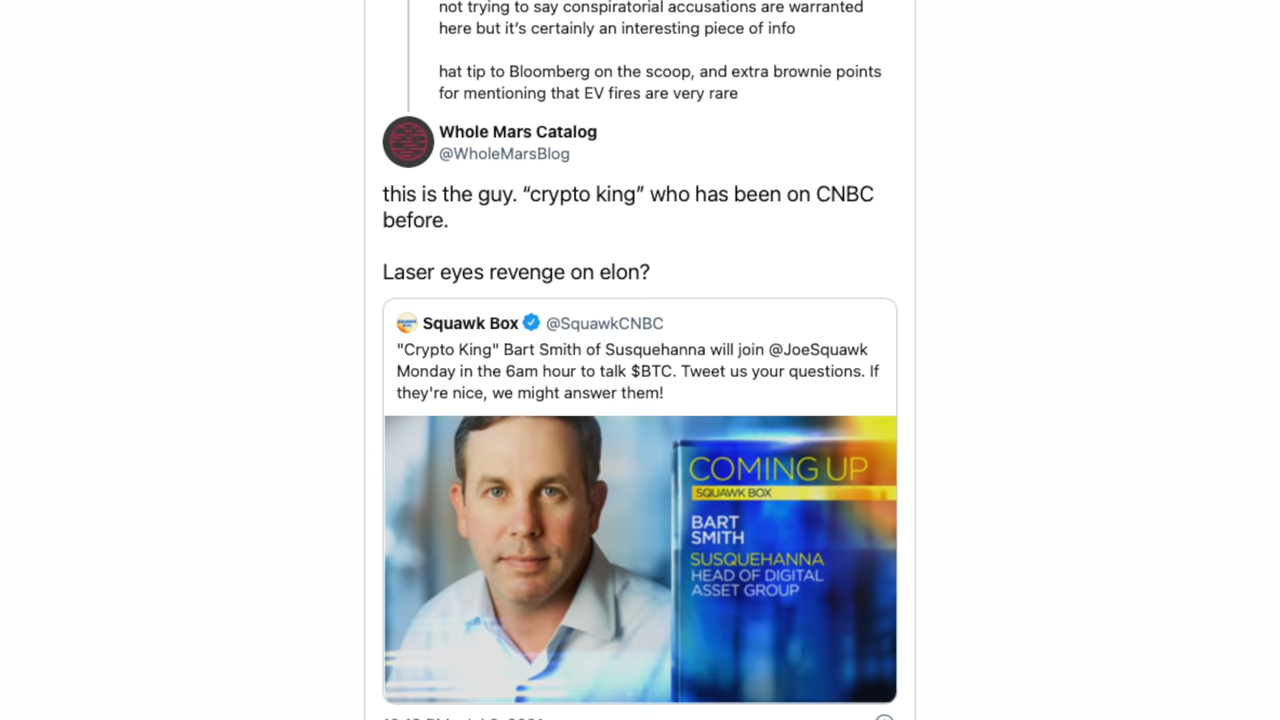 not trying to say conspiratorial accusations are warranted
here but it's certainly an interesting piece of info
hat tip to Bloomberg on the scoop, and extra brownie points
for mentioning that EV fires are very rare
Whole Mars Catalog
@WholeMarsBlog
this is the guy. “crypto king” who has been on CNBC
before.
Laser eyes revenge on elon?
Squawk Box @SquawkCNBC
"Crypto King" Bart Smith of Susquehanna will join @JoeSquawk
Monday in the 6am hour to talk $BTC. Tweet us your questions. If
they're nice, we might answer them!
COMING UP
SQUAWK BOX
BART
SMITH
SUSQUEHANNA
HEAD OF DIGITAL
ASSET GROUP